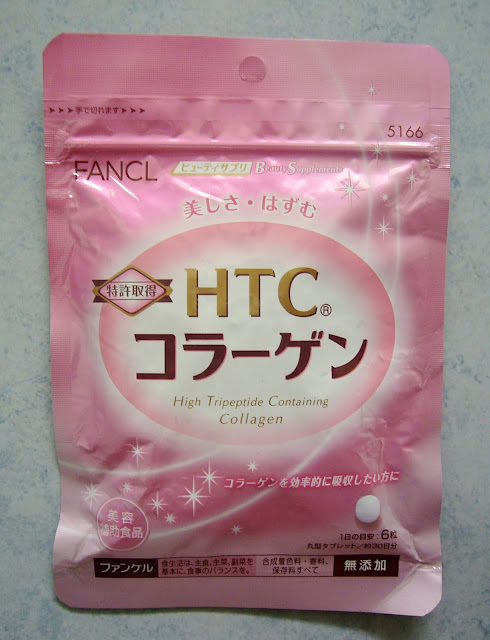 >>>手で切れます>>>
5166
FANCL
ビューティサプリ Beauty Supplements
美しさ・はずむ
特許取得
HTC®
コラーゲン
High Tripeptide Containing
Collagen
コラーゲンを効率的に吸収したい方に
美容
補助食品
1日の目安:6粒
丸型タブレット/約30日分
ファンケル
食生活は、主食、主菜、副菜を
基本に、食事のバランスを。
合成着色料・香料、
保存料すべて
無添加